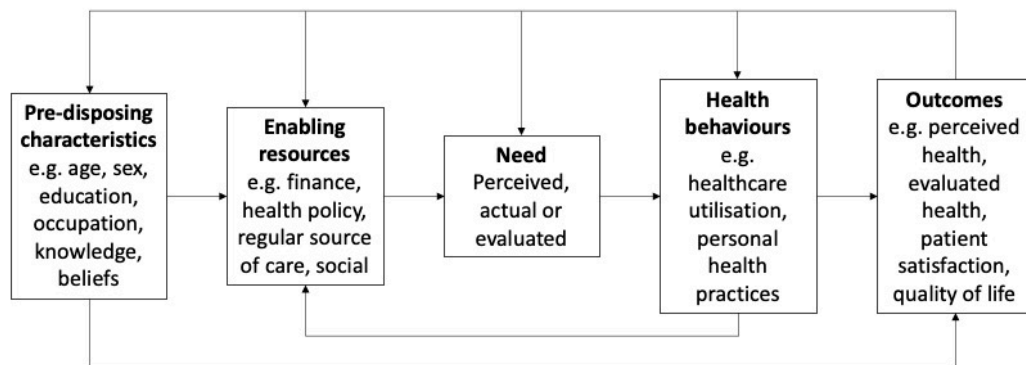 Pre-disposing
characteristics
e.g. age, sex,
education,
occupation,
knowledge,
beliefs
Enabling
resources
e.g. finance,
health policy,
regular source
of care, social
Need
Perceived,
actual or
evaluated
Health
behaviours
e.g.
healthcare
utilisation,
personal
health
practices
Outcomes
e.g. perceived
health,
evaluated
health,
patient
satisfaction,
quality of life